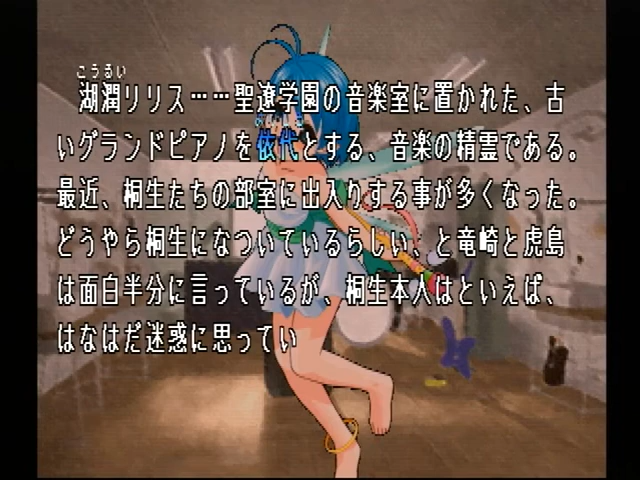 こうるい
湖潤リリス……聖遼学園の音楽室に置かれた、古
いグランドピアノを依代とする、音楽の精霊である。
最近、桐生たちの部室に出入りする事が多くなった。
どうやら桐生になついているらしい、と竜崎と虎島
は面白半分に言っているが、桐生本人はといえば、
はなはだ迷惑に思ってい